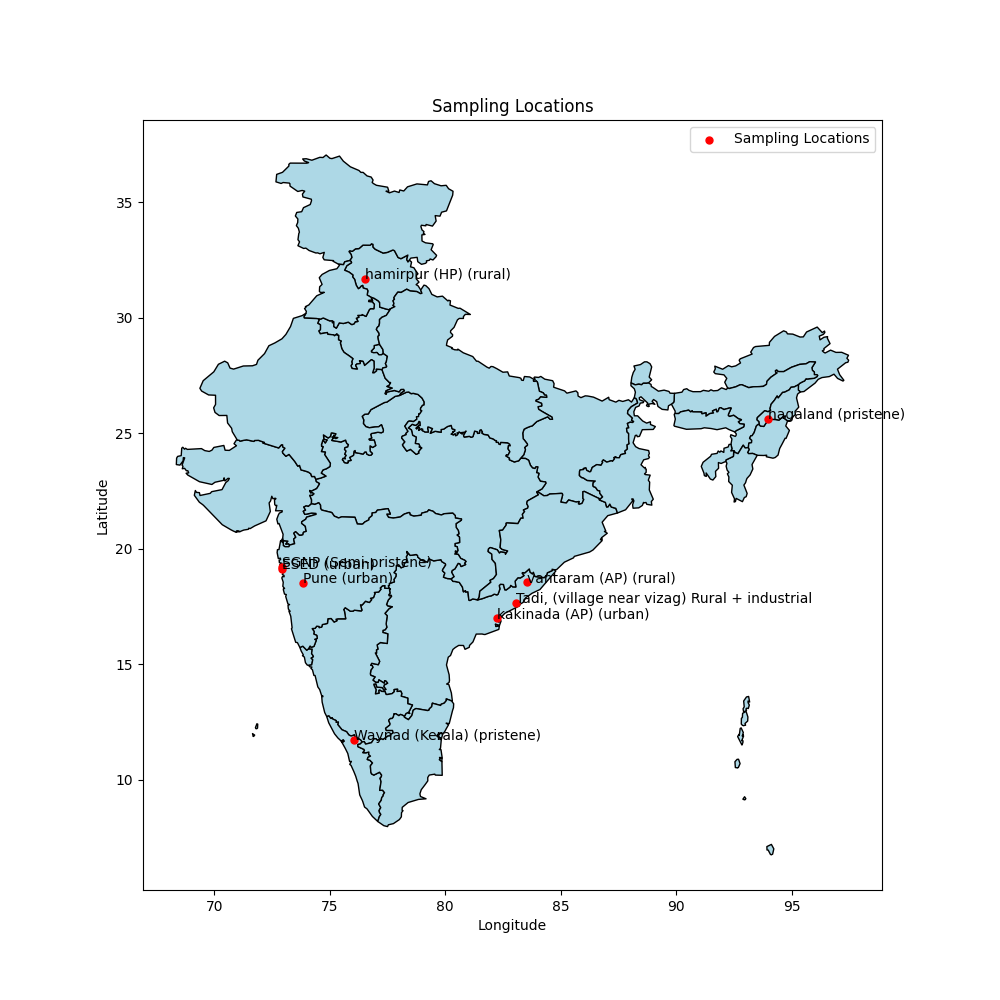 Sampling Locations
Sampling Locations
35
30
25
20
15
10
Latitude
hamirpur (HP) (rural)
nagaland (pristene)
SGNP (Semi pristene)
ESED (urban)
Pune (urban)
vantaram (AP) (rural)
Tadi, (village near vizag) Rural + industrial
kakinada (AP) (urban)
Waynad (Kerala) (pristene)
70 75 80 85 90 95
Longitude